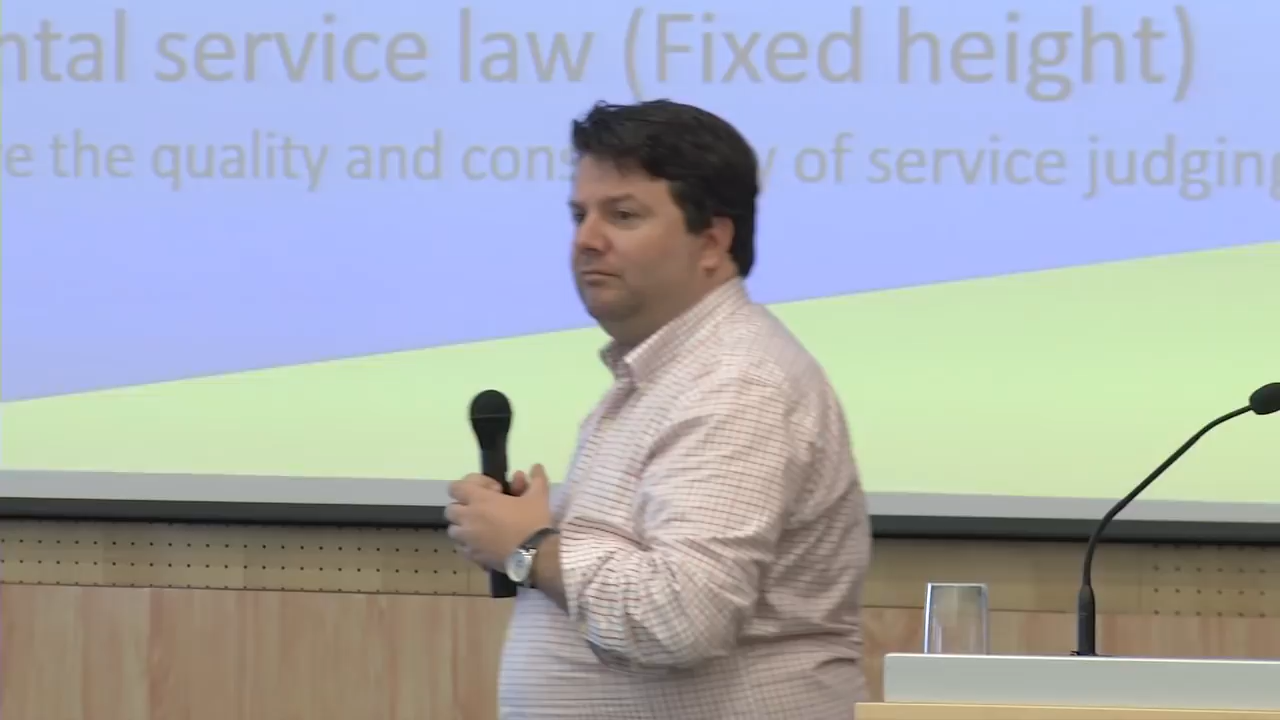 ntal service law (Fixed height)
e the quality and cons y of service judging